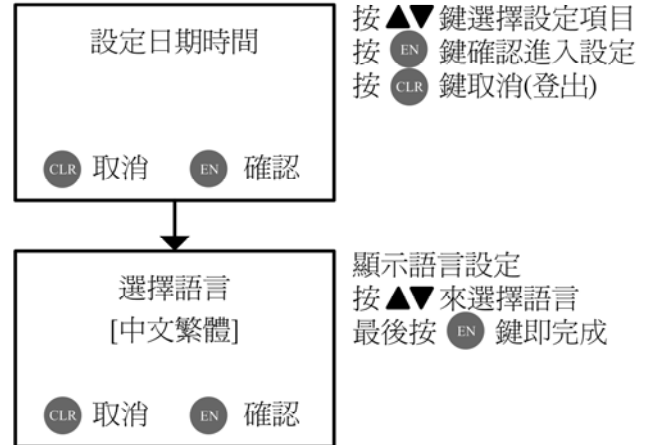 設定日期時間
CLR 取消 EN 確認
按▲▼鍵選擇設定項目
按 EN 鍵確認進入設定
按 CLR 鍵取消(登出)
選擇語言
[中文繁體]
CLR 取消 EN 確認
顯示語言設定
按▲▼來選擇語言
最後按 EN 鍵即完成